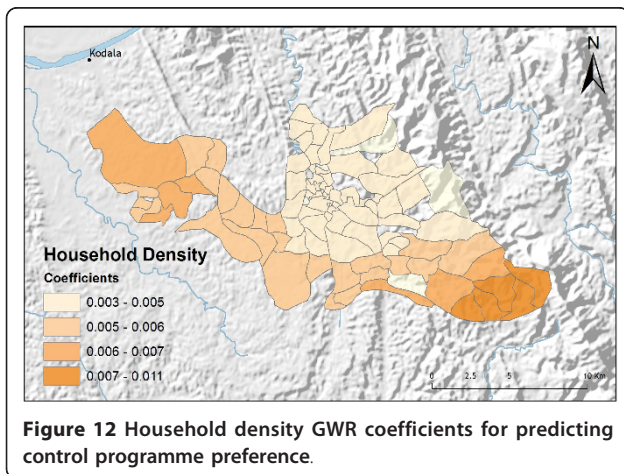 Kodala
N
Household Density
Coefficients
0.003 - 0.005
0.005 - 0.006
0.006 - 0.007
0.007 - 0.011
0 2.5 5 10 Km
Figure 12 Household density GWR coefficients for predicting
control programme preference.